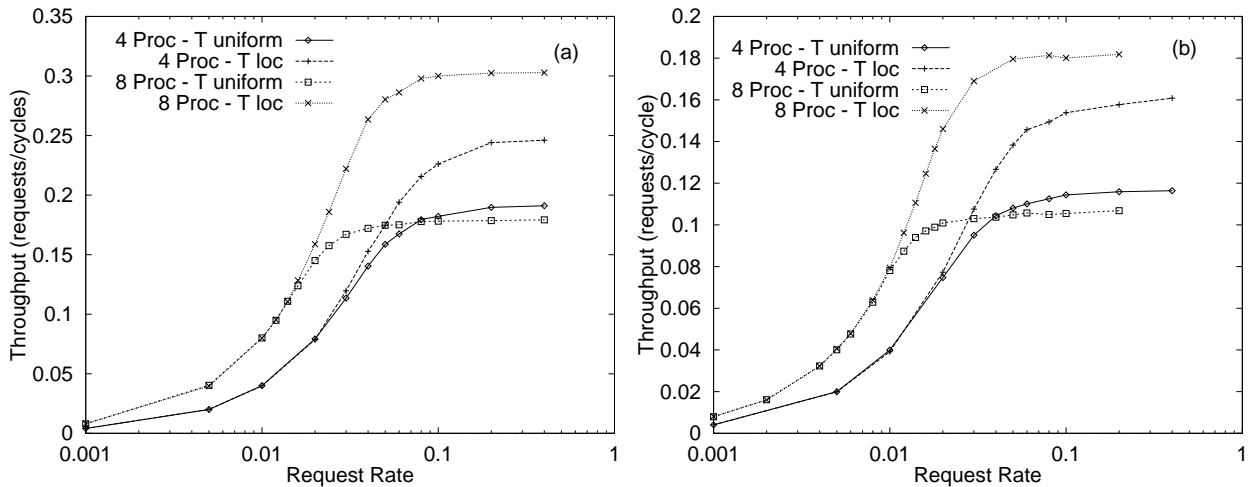 0.35
0.3
0.25
0.2
0.15
0.1
0.05
0
0.001
0.01
0.1
1
Throughput (requests/cycles)
Request Rate
4 Proc - T uniform
4 Proc - T loc
8 Proc - T uniform
8 Proc - T loc
(a)
0.2
0.18
0.16
0.14
0.12
0.1
0.08
0.06
0.04
0.02
0
0.001
0.01
0.1
1
Throughput (requests/cycle)
Request Rate
4 Proc - T uniform
4 Proc - T loc
8 Proc - T uniform
8 Proc - T loc
(b)